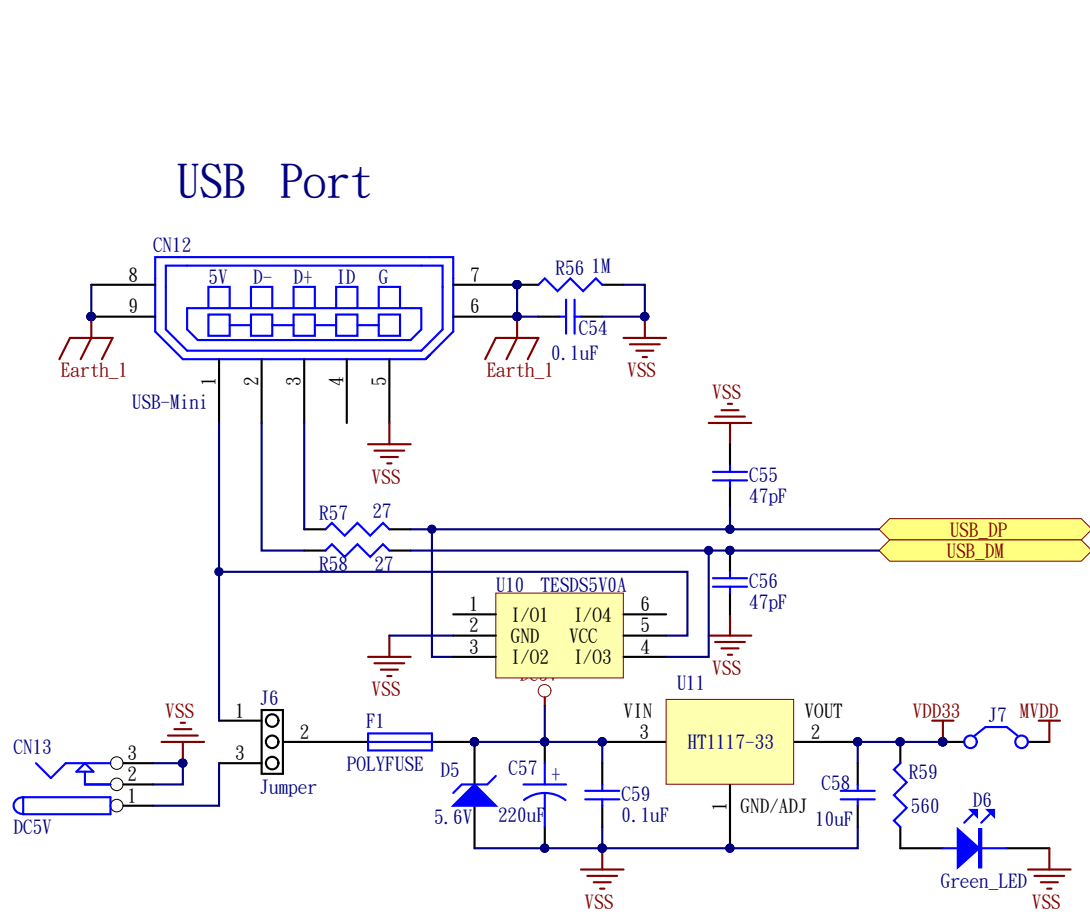 USB Port
CN12
5V D- D+ ID G
8
9
7
6
R56 1M
C54
0.1uF
Earth_1
Earth_1
VSS
1
2
3
4
5
USB-Mini
VSS
VSS
C55
47pF
R57 27
R58 27
USB_DP
USB_DM
C56
47pF
VSS
U10 TESDS5V0A
1 I/O1 I/O4 6
2 GND VCC 5
3 I/O2 I/O3 4
VSS
U11
VIN
3
HT1117-33
VOUT
2
1
GND/ADJ
VDD33
J7
MVDD
J6
1
2
3
Jumper
F1
POLYFUSE
VSS
CN13
3
2
1
DC5V
D5
5.6V
C57
+
220uF
C59
0.1uF
C58
10uF
R59
560
D6
Green_LED
VSS
VSS